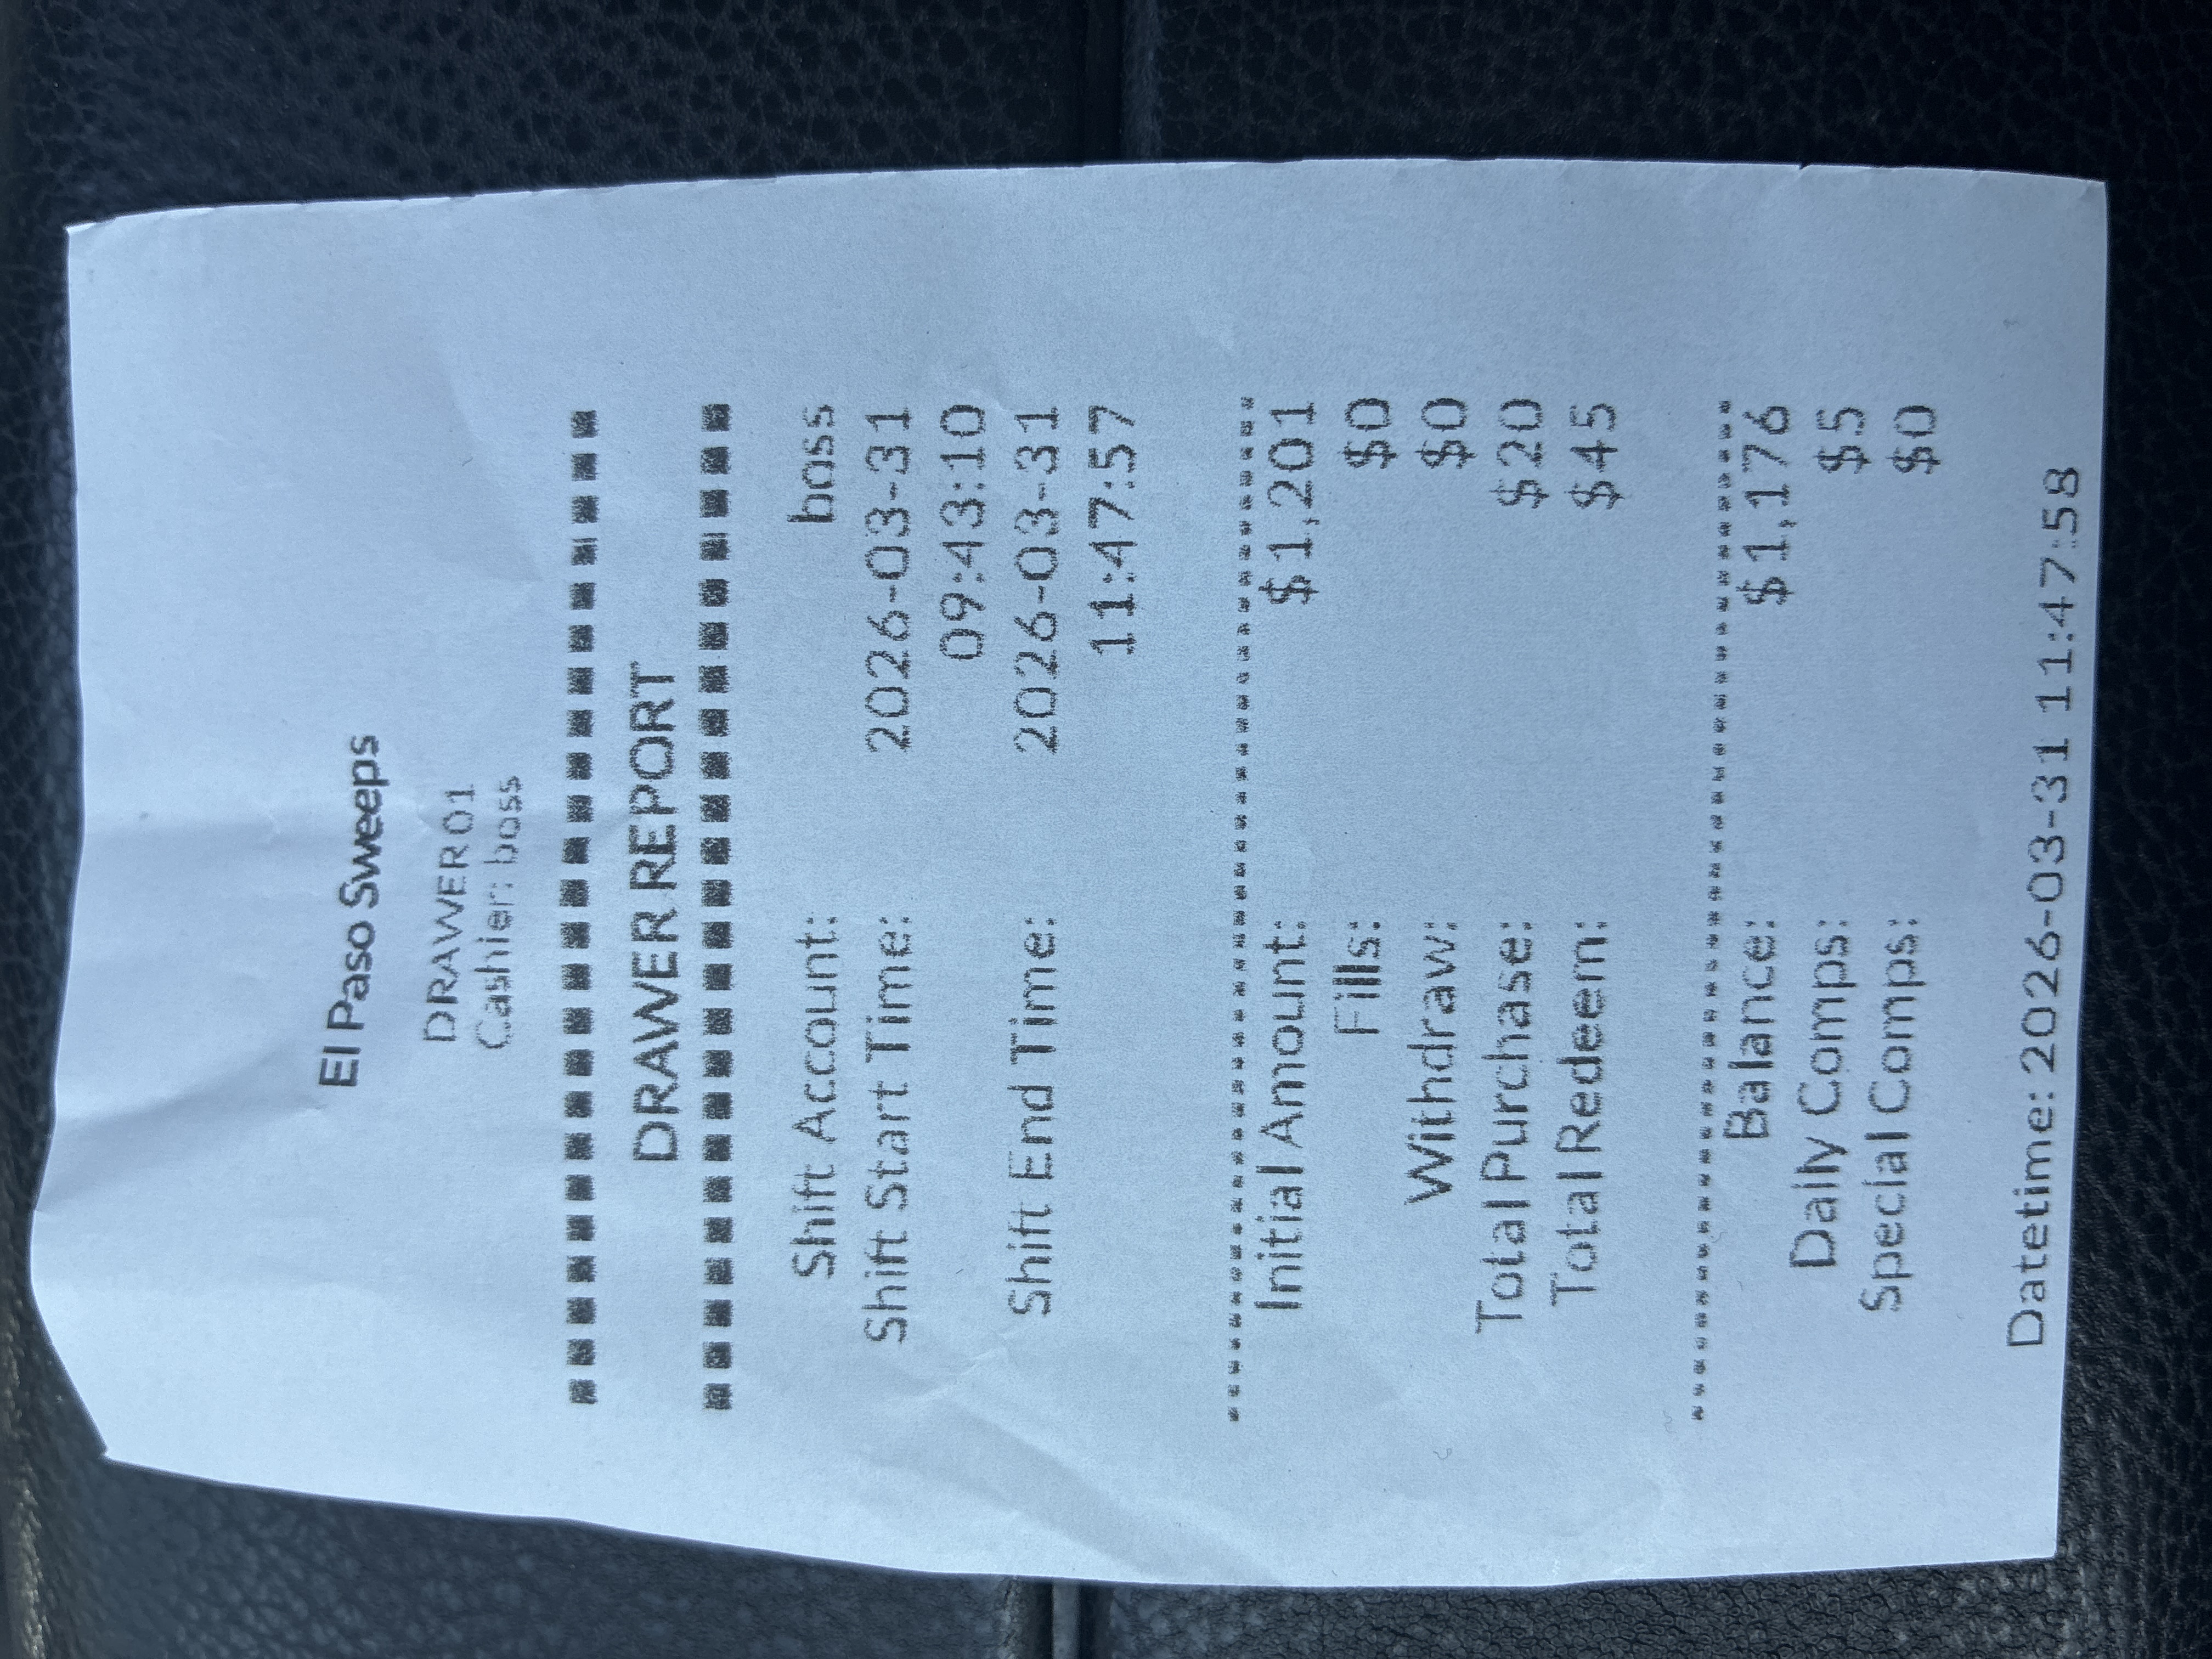 El Paso Sweeps
DRAWER 01
Cashier: boss
DRAWER REPORT
Shift Account: boss
Shift Start Time: 2026-03-31
09:43:10
Shift End Time: 2026-03-31
11:47:57
Initial Amount: $1,201
Fills: $0
Withdraw: $0
Total Purchase: $20
Total Redeem: $45
Balance: $1,176
Daily Comps: $5
Special Comps: $0
Datetime: 2026-03-31 11:47:58